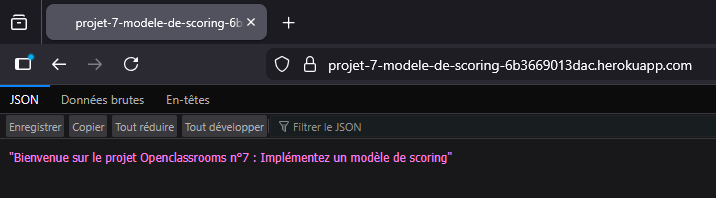 projet-7-modele-de-scoring-6b
projet-7-modele-de-scoring-6b3669013dac.herokuapp.com
JSON Données brutes En-têtes
Enregistrer Copier Tout réduire Tout développer Filtrer le JSON
"Bienvenue sur le projet Openclassrooms n°7 : Implémentez un modèle de scoring"